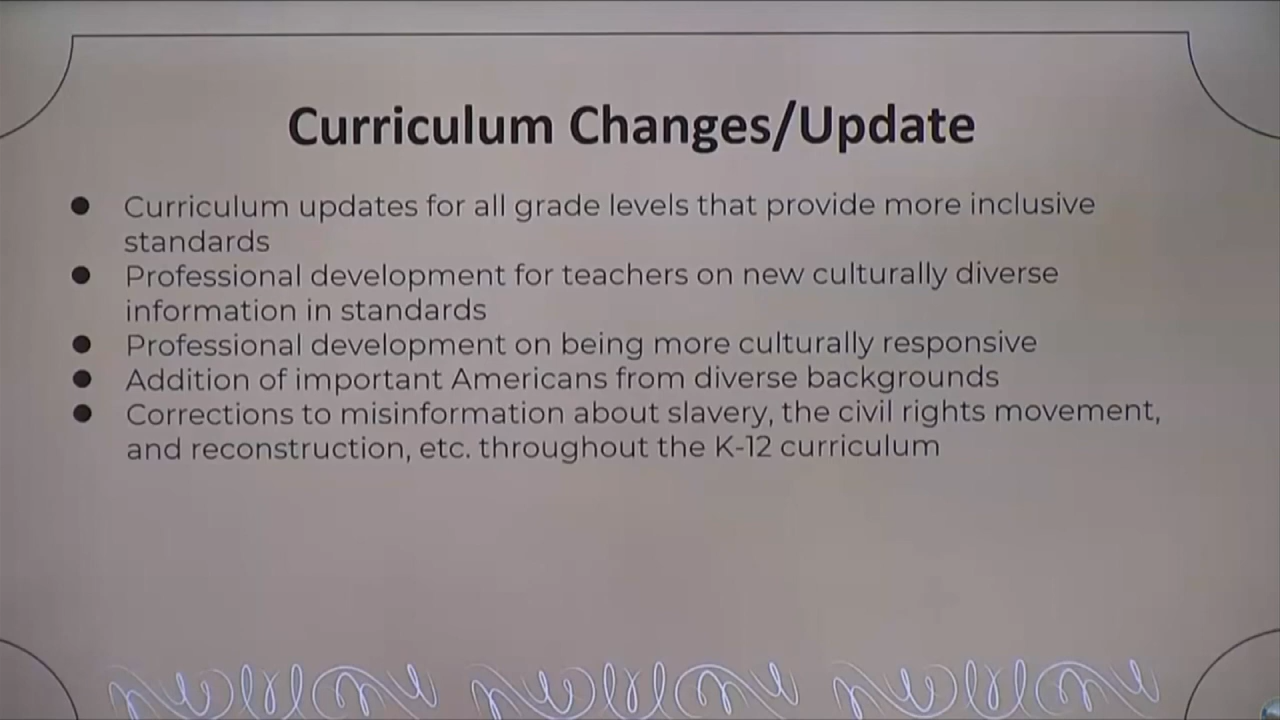 Curriculum Changes/Update
● Curriculum updates for all grade levels that provide more inclusive
standards
● Professional development for teachers on new culturally diverse
information in standards
● Professional development on being more culturally responsive
● Addition of important Americans from diverse backgrounds
● Corrections to misinformation about slavery, the civil rights movement,
and reconstruction, etc. throughout the K-12 curriculum